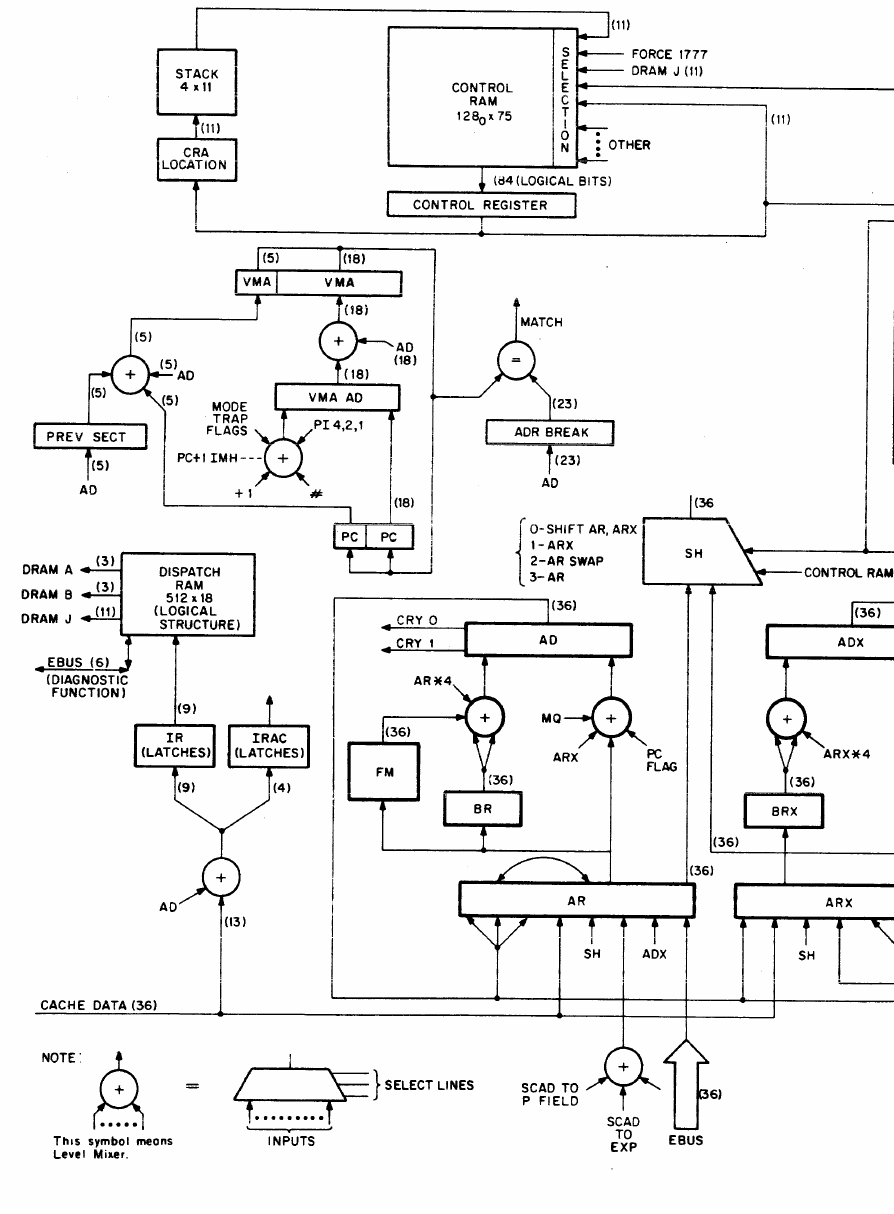 (11)
STACK
4 x 11
(11)
CRA
LOCATION
CONTROL
RAM
128₀ x 75
SELECTION
FORCE 1777
DRAM J (11)
(11)
OTHER
(84 (LOGICAL BITS)
CONTROL REGISTER
(5)
(18)
VMA
VMA
(18)
(5)
+
AD
(18)
(18)
MATCH
=
(5)
AD
+
(5)
(5)
VMA AD
MODE
TRAP
FLAGS
PI 4,2,1
(23)
PREV SECT
ADR BREAK
PC+1 IMH---
+
(5)
AD
+1
#
(23)
AD
(18)
PC
PC
(36
0-SHIFT AR, ARX
1-ARX
2-AR SWAP
3-AR
SH
CONTROL RAM
DRAM A
(3)
DRAM B
(3)
DRAM J
(11)
DISPATCH
RAM
512 x 18
(LOGICAL
STRUCTURE)
EBUS (6)
(DIAGNOSTIC
FUNCTION)
(36)
CRY 0
CRY 1
AD
(36)
ADX
AR*4
+
MQ
+
ARX
PC
FLAG
+
ARX*4
(9)
IR
(LATCHES)
IRAC
(LATCHES)
(36)
FM
(36)
BR
(36)
BRX
(9)
(4)
(36)
(36)
+
AD
(13)
AR
ARX
SH
ADX
SH
CACHE DATA (36)
NOTE:
+
=
SELECT LINES
INPUTS
This symbol means
Level Mixer.
+
SCAD TO
P FIELD
SCAD
TO
EXP
(36)
EBUS